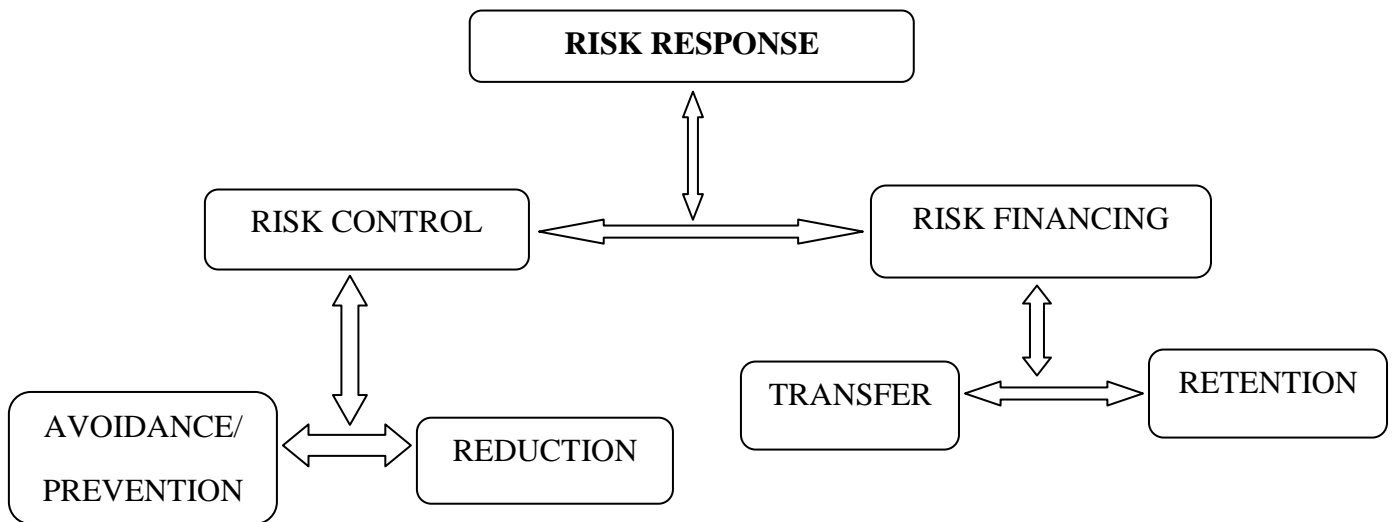 RISK RESPONSE
RISK CONTROL
RISK FINANCING
AVOIDANCE/
PREVENTION
REDUCTION
TRANSFER
RETENTION